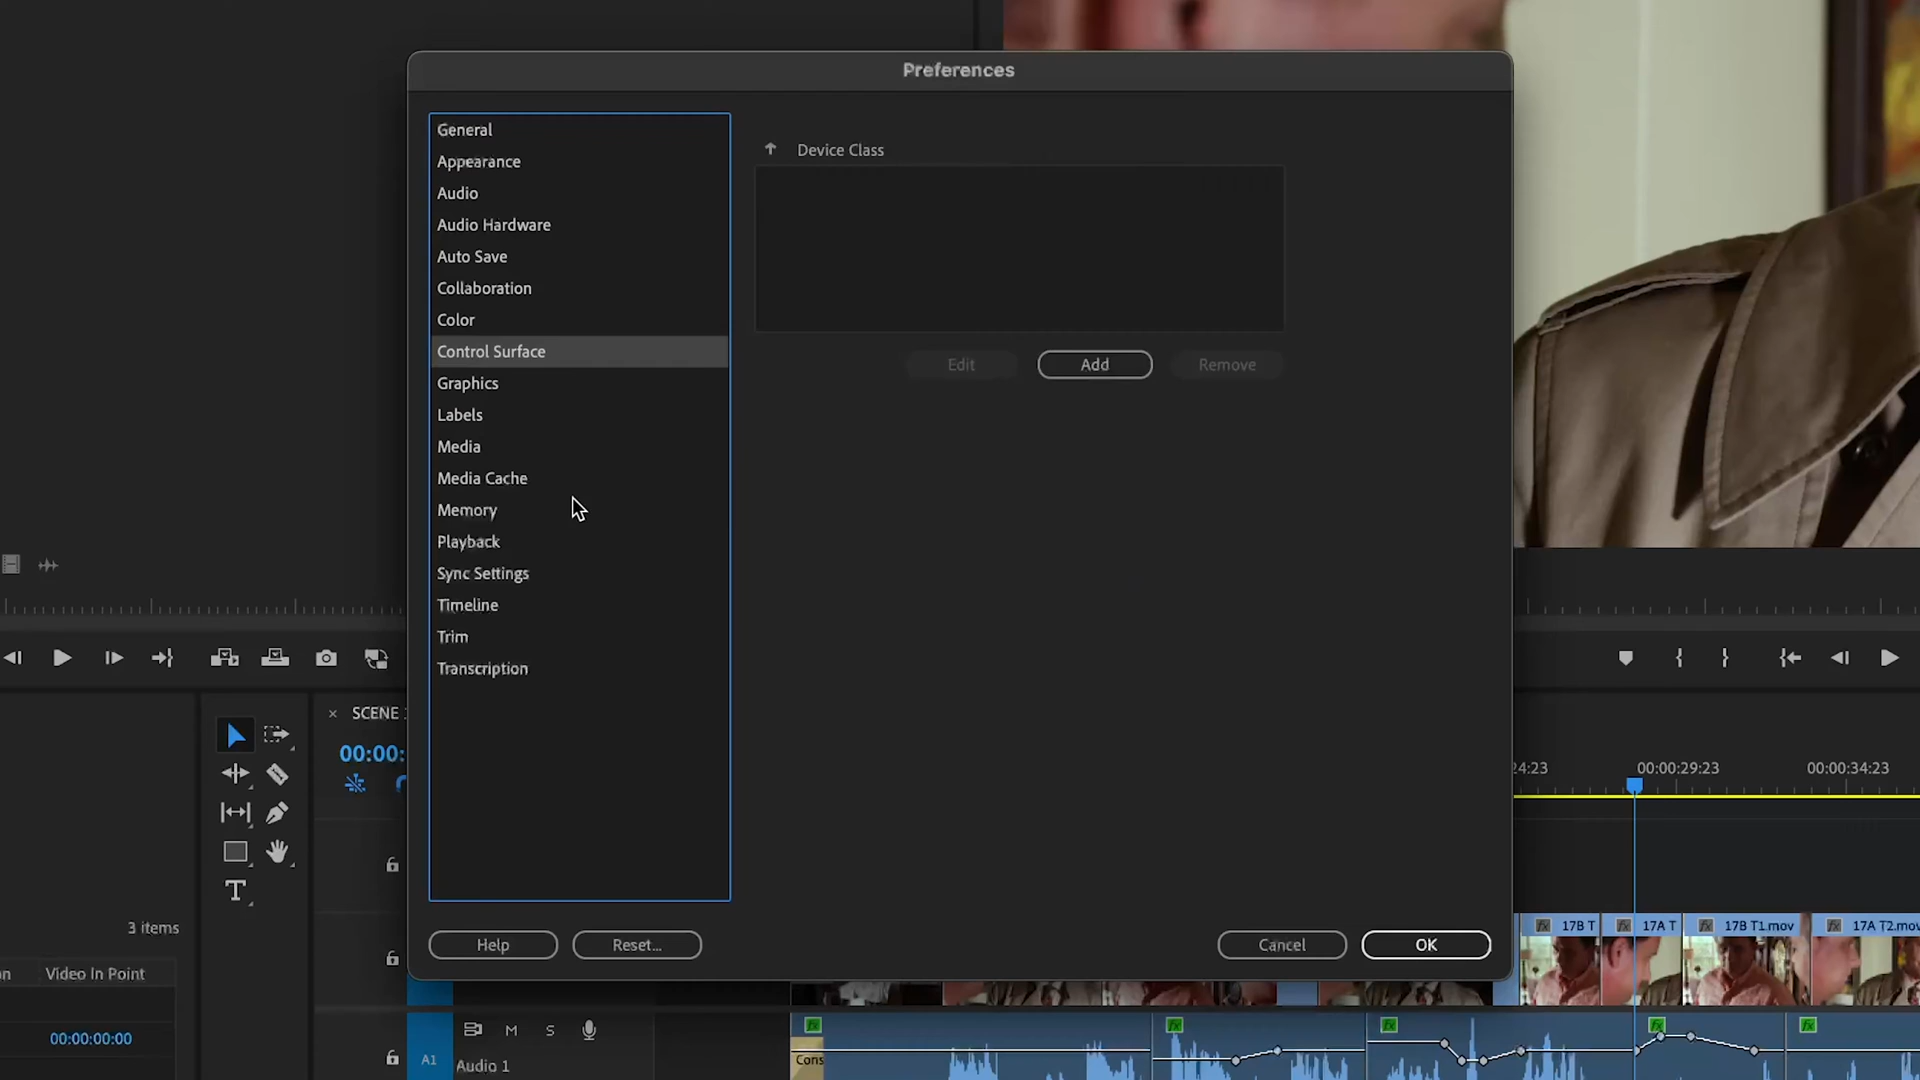 Preferences
General
Appearance
Audio
Audio Hardware
Auto Save
Collaboration
Color
Control Surface
Graphics
Labels
Media
Media Cache
Memory
Playback
Sync Settings
Timeline
Trim
Transcription
Device Class
Edit
Add
Remove
Help
Reset...
Cancel
OK
SCENE
00:00:
24:23
00:00:29:23
00:00:34:23
3 items
Video In Point
00:00:00:00
17B T
17A T
17B T1.mov
17A T2.mov
M
S
A1
Audio 1
Cons